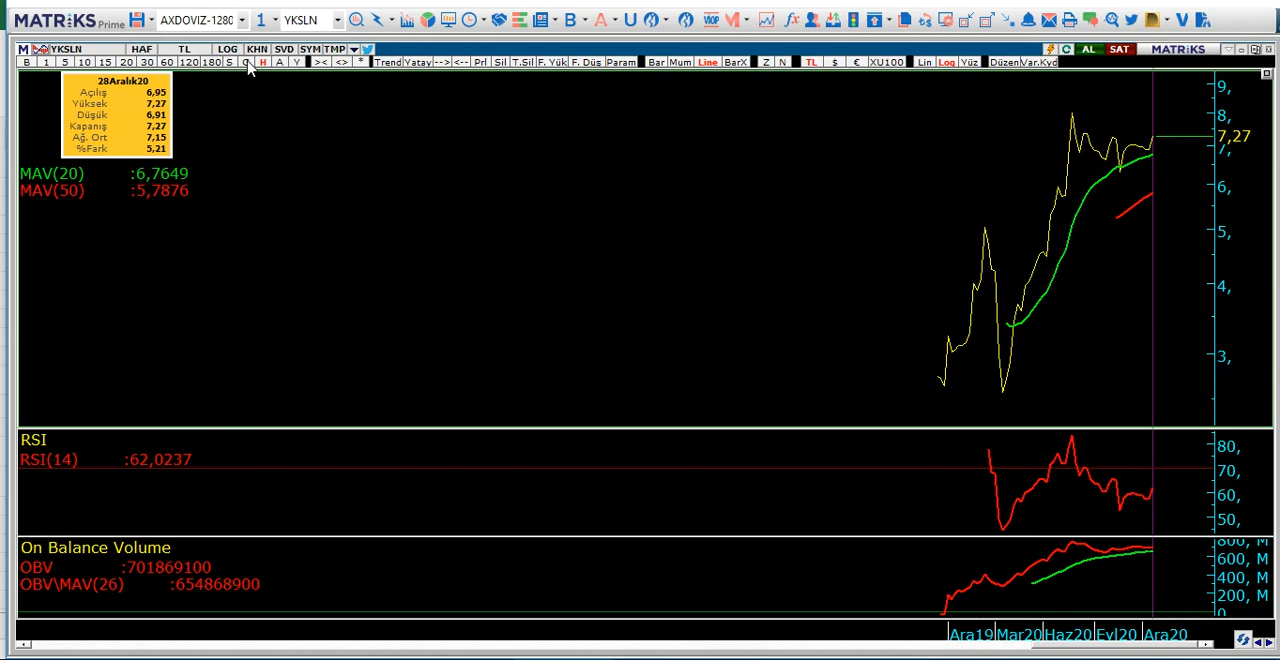 MATRiKS Prime AXDOVIZ-1280 1 YKSLN B A U VIOP M fx V
M YKSLN HAF TL LOG KHN SVD SYM TMP AL SAT MATRiKS
B 1 5 10 15 20 30 60 120 180 S G H A Y >< <> * Trend Yatay --> <-- Prl Sil T.Sil F. Yük F. Düş Param Bar Mum Line BarX Z N TL $ € XU100 Lin Log Yüz Düzen Var.Kyd
28Aralık20
Açılış 6,95
Yüksek 7,27
Düşük 6,91
Kapanış 7,27
Ağ. Ort 7,15
%Fark 5,21
MAV(20) :6,7649
MAV(50) :5,7876
9,
8,
7,27
7,
6,
5,
4,
3,
RSI
RSI(14) :62,0237
80,
70,
60,
50,
On Balance Volume
OBV :701869100
OBV\MAV(26) :654868900
800, M
600, M
400, M
200, M
0
Ara19 Mar20 Haz20 Eyl20 Ara20